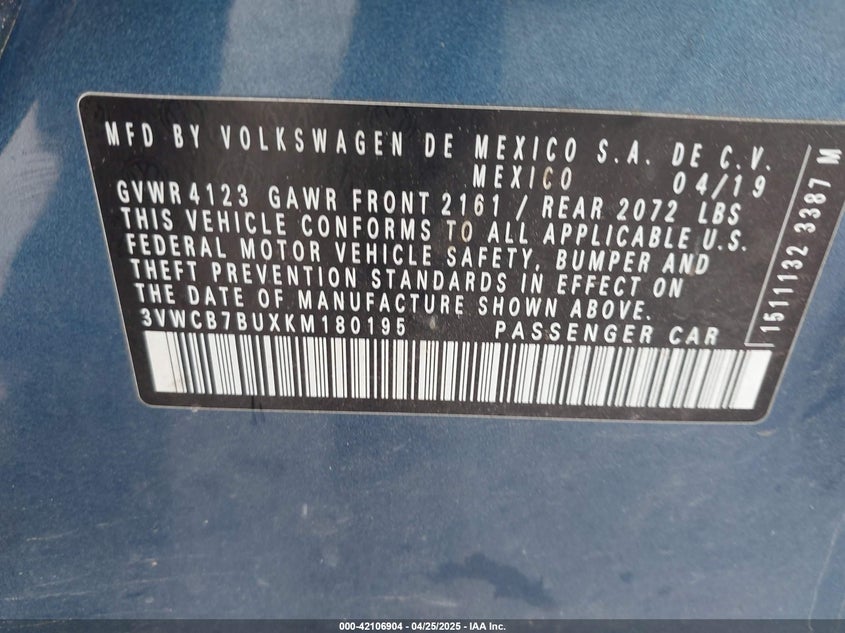 MFD BY VOLKSWAGEN DE MEXICO S.A. DE C.V.
MEXICO 04/19
GVWR 4123 GAWR FRONT 2161 / REAR 2072 LBS
THIS VEHICLE CONFORMS TO ALL APPLICABLE U.S.
FEDERAL MOTOR VEHICLE SAFETY, BUMPER AND
THEFT PREVENTION STANDARDS IN EFFECT ON
THE DATE OF MANUFACTURE SHOWN ABOVE.
3VWCB7BUXKM180195 PASSENGER CAR
1511132 3387 M
000-42106904 - 04/25/2025 - IAA Inc.